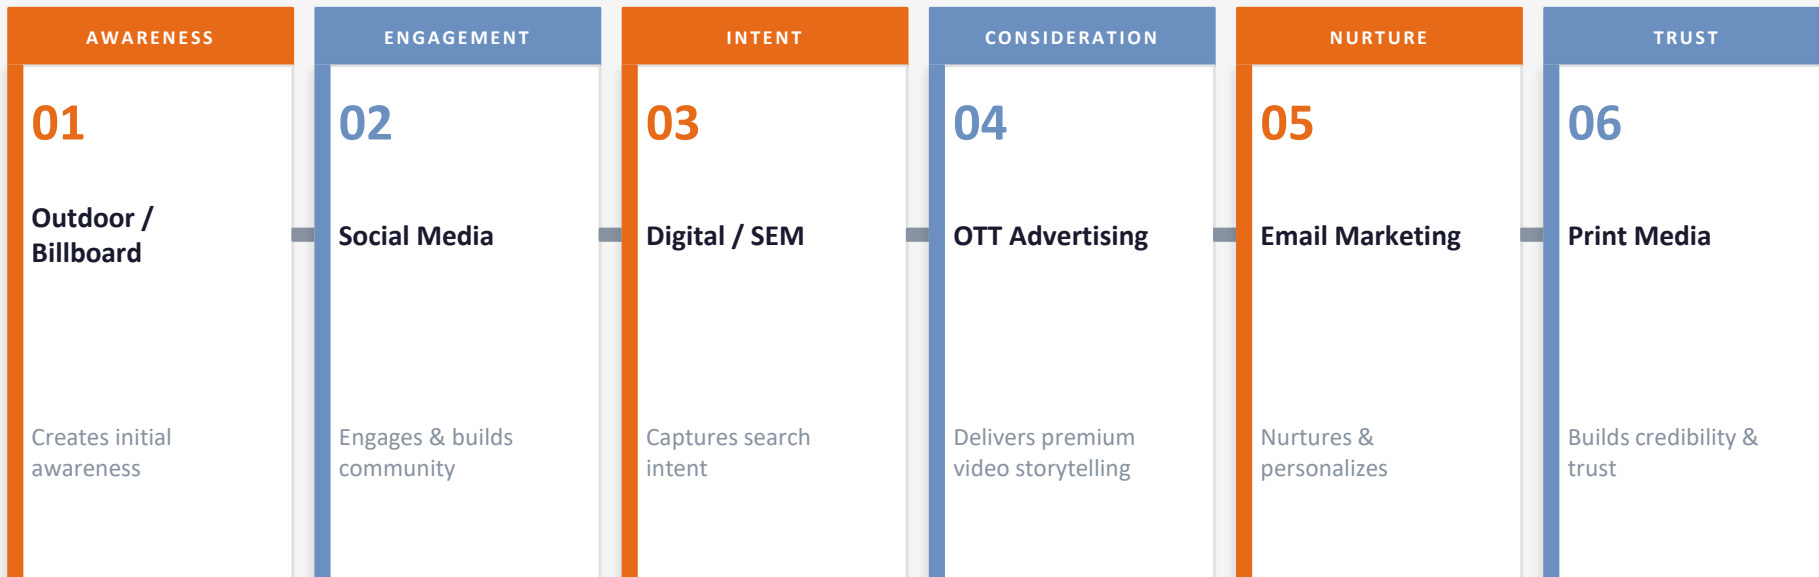 AWARENESS
01
Outdoor /
Billboard
Creates initial
awareness
ENGAGEMENT
02
Social Media
Engages & builds
community
INTENT
03
Digital / SEM
Captures search
intent
CONSIDERATION
04
OTT Advertising
Delivers premium
video storytelling
NURTURE
05
Email Marketing
Nurtures &
personalizes
TRUST
06
Print Media
Builds credibility &
trust